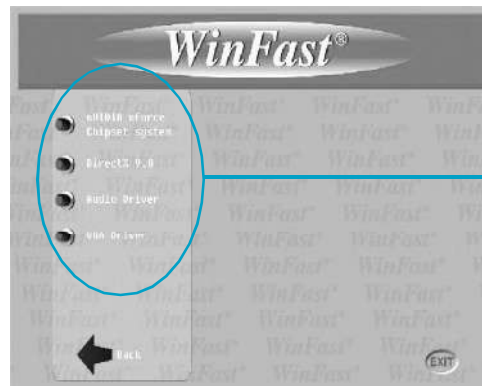 WinFast®
nVIDIA nForce
Chipset system
DirectX 9.0
Audio Driver
VGA Driver
Back
EXIT